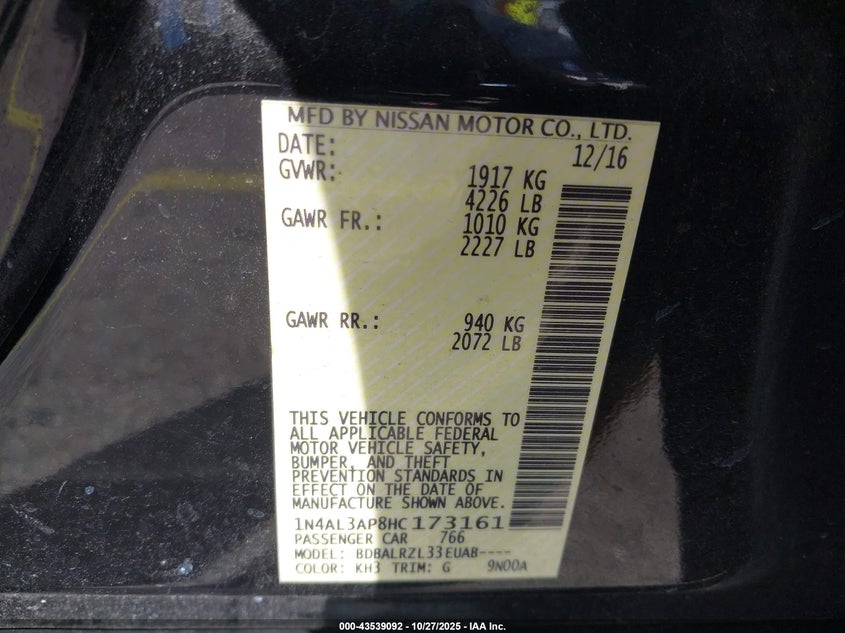 MFD BY NISSAN MOTOR CO., LTD.
DATE: 12/16
GVWR: 1917 KG
4226 LB
GAWR FR.: 1010 KG
2227 LB
GAWR RR.: 940 KG
2072 LB
THIS VEHICLE CONFORMS TO
ALL APPLICABLE FEDERAL
MOTOR VEHICLE SAFETY,
BUMPER, AND THEFT
PREVENTION STANDARDS IN
EFFECT ON THE DATE OF
MANUFACTURE SHOWN ABOVE.
1N4AL3AP8HC173161
PASSENGER CAR 766
MODEL: BDBALRZL33EUAB----
COLOR: KH3 TRIM: G 9N00A
000-43539092 - 10/27/2025 - IAA Inc.